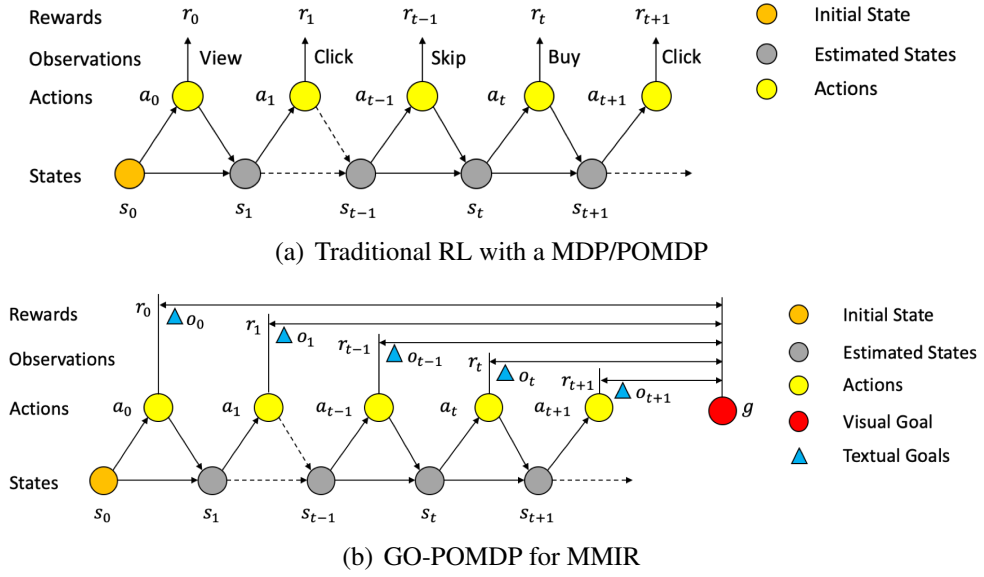 Rewards r₀ r₁ rₜ₋₁ rₜ rₜ₊₁ Initial State
Observations View Click Skip Buy Click Estimated States
Actions a₀ a₁ aₜ₋₁ aₜ aₜ₊₁ Actions
States
s₀ s₁ sₜ₋₁ sₜ sₜ₊₁
(a) Traditional RL with a MDP/POMDP
Rewards r₀ o₀ Initial State
r₁ o₁
Observations rₜ₋₁ oₜ₋₁ Estimated States
rₜ oₜ
rₜ₊₁ oₜ₊₁ Actions
Actions a₀ a₁ aₜ₋₁ aₜ aₜ₊₁ g Visual Goal
Textual Goals
States
s₀ s₁ sₜ₋₁ sₜ sₜ₊₁
(b) GO-POMDP for MMIR